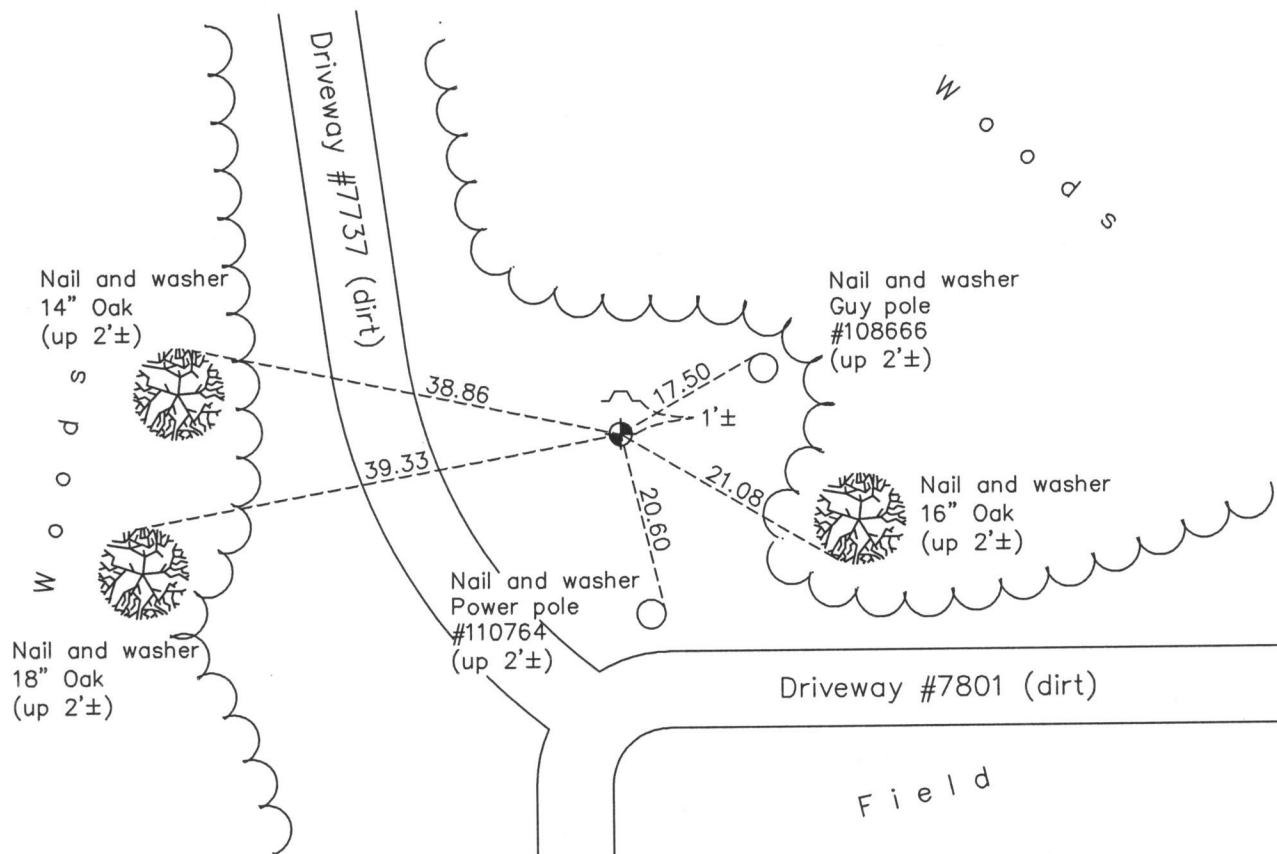 Driveway #7737 (dirt)
Woods
Nail and washer
14" Oak
(up 2'±)
Nail and washer
Guy pole
#108666
(up 2'±)
38.86
17.50
1'±
39.33
21.08
20.60
Woods
Nail and washer
16" Oak
(up 2'±)
Nail and washer
Power pole
#110764
(up 2'±)
Nail and washer
18" Oak
(up 2'±)
Driveway #7801 (dirt)
Field